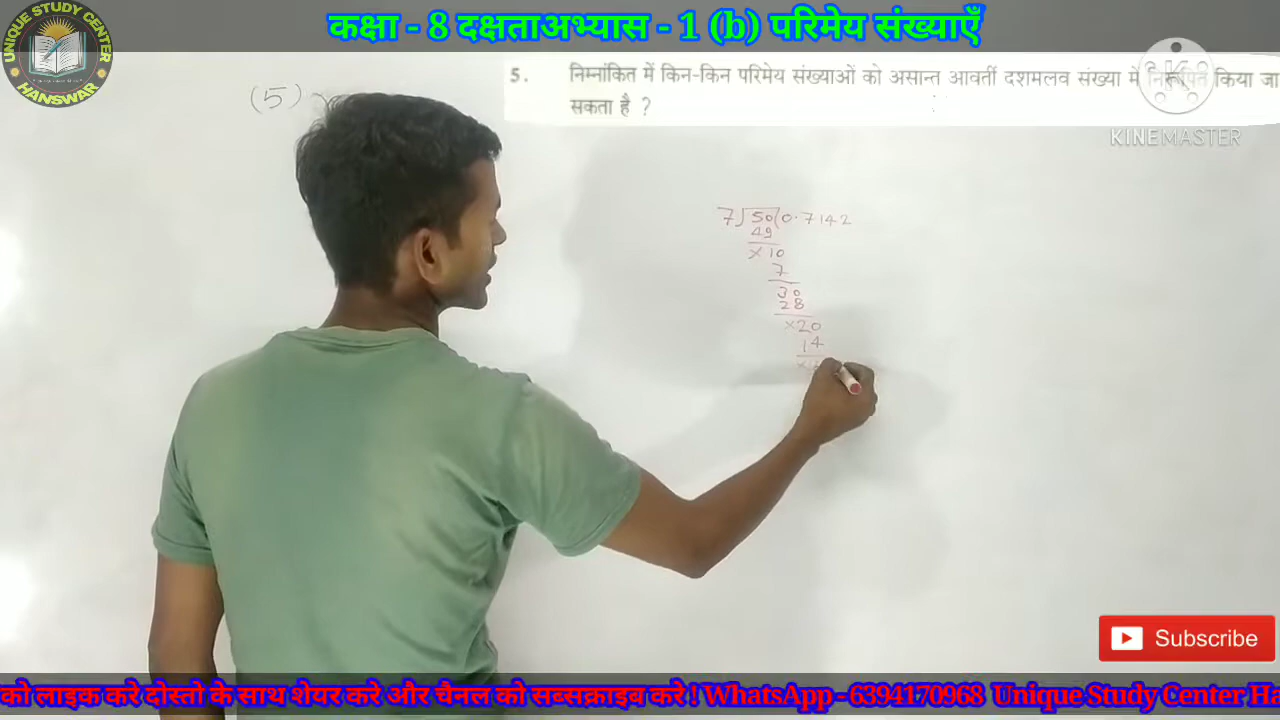 कक्षा - 8 दक्षताअभ्यास - 1 (b) परिमेय संख्याएँ
UNIQUE STUDY CENTER
HANSWAR
(5)
5. निम्नांकित में किन-किन परिमेय संख्याओं को असान्त आवर्ती दशमलव संख्या में निरूपित किया जा
सकता है ?
KINEMASTER
7)50(0.7142
49
×10
7
30
28
×20
14
Subscribe
को लाइक करे दोस्तो के साथ शेयर करे और चैनल को सब्सक्राइब करे ! WhatsApp - 6394170968 Unique Study Center Ha